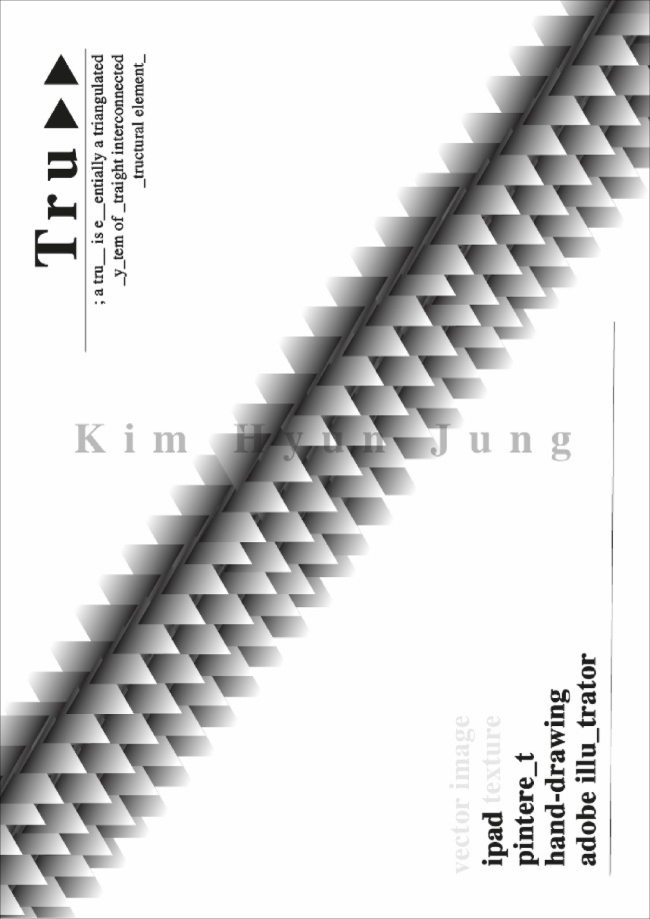 Tru▶▶
; a tru__ is e__entially a triangulated
_y_tem of _traight interconnected
_tructural element_
Kim Hyun Jung
vector image
ipad texture
pintere_t
hand-drawing
adobe illu_trator